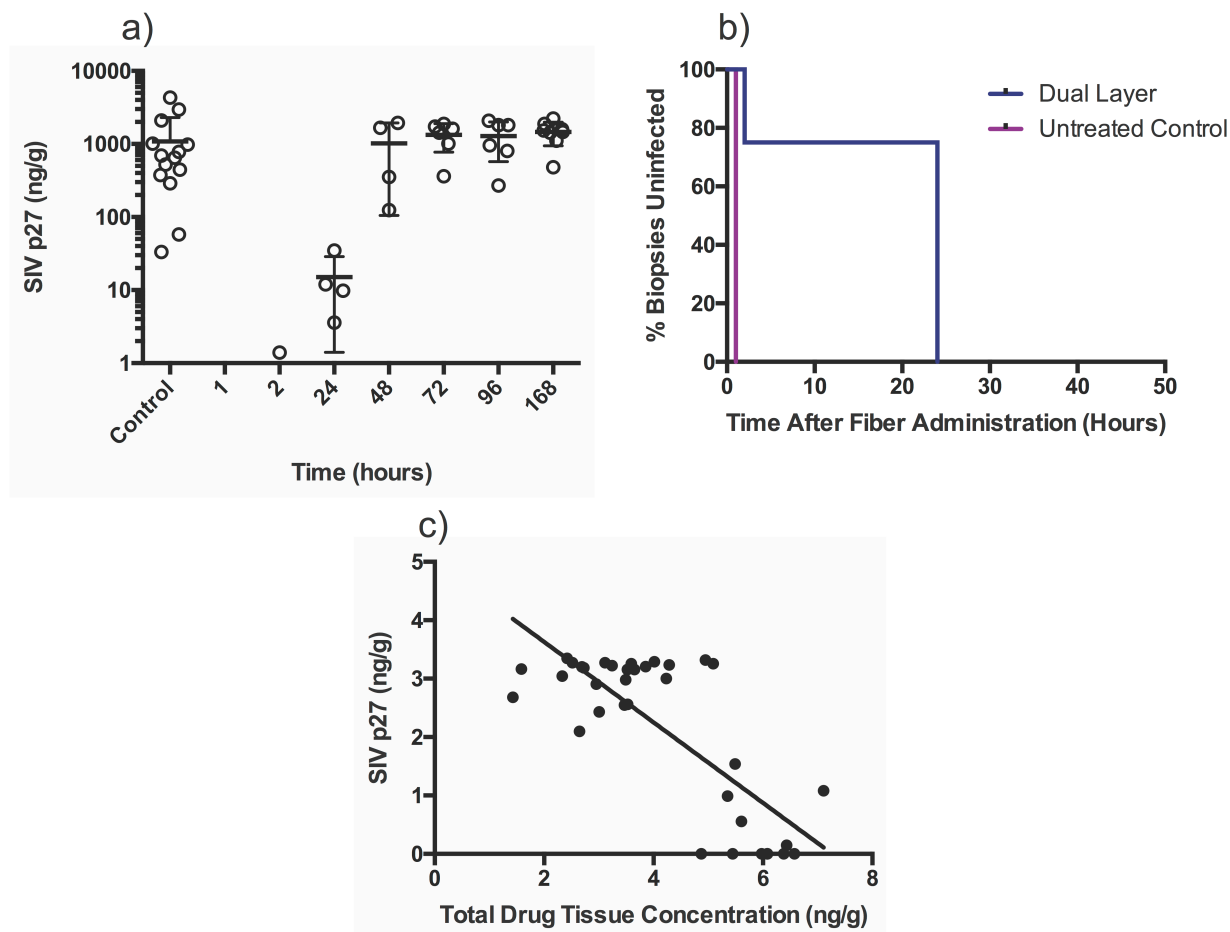 a)
SIV p27 (ng/g)
10000
1000
100
10
1
Control 1 2 24 48 72 96 168
Time (hours)
b)
% Biopsies Uninfected
100
80
60
40
20
0
0 10 20 30 40 50
Time After Fiber Administration (Hours)
Dual Layer
Untreated Control
c)
SIV p27 (ng/g)
5
4
3
2
1
0
0 2 4 6 8
Total Drug Tissue Concentration (ng/g)